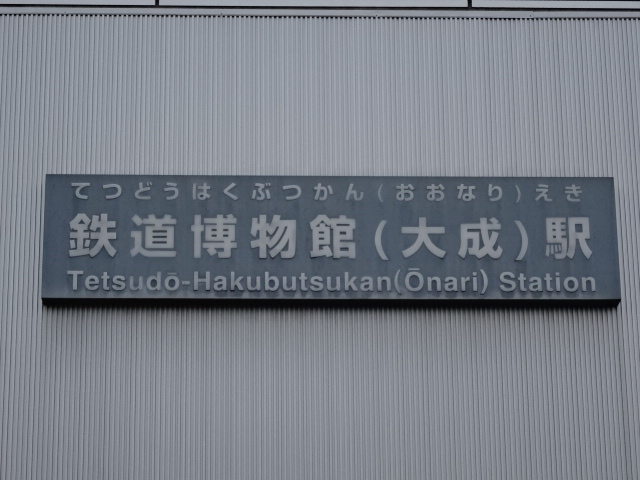 てつどうはくぶつかん(おおなり)えき
鉄道博物館(大成)駅
Tetsudō-Hakubutsukan(Ōnari) Station